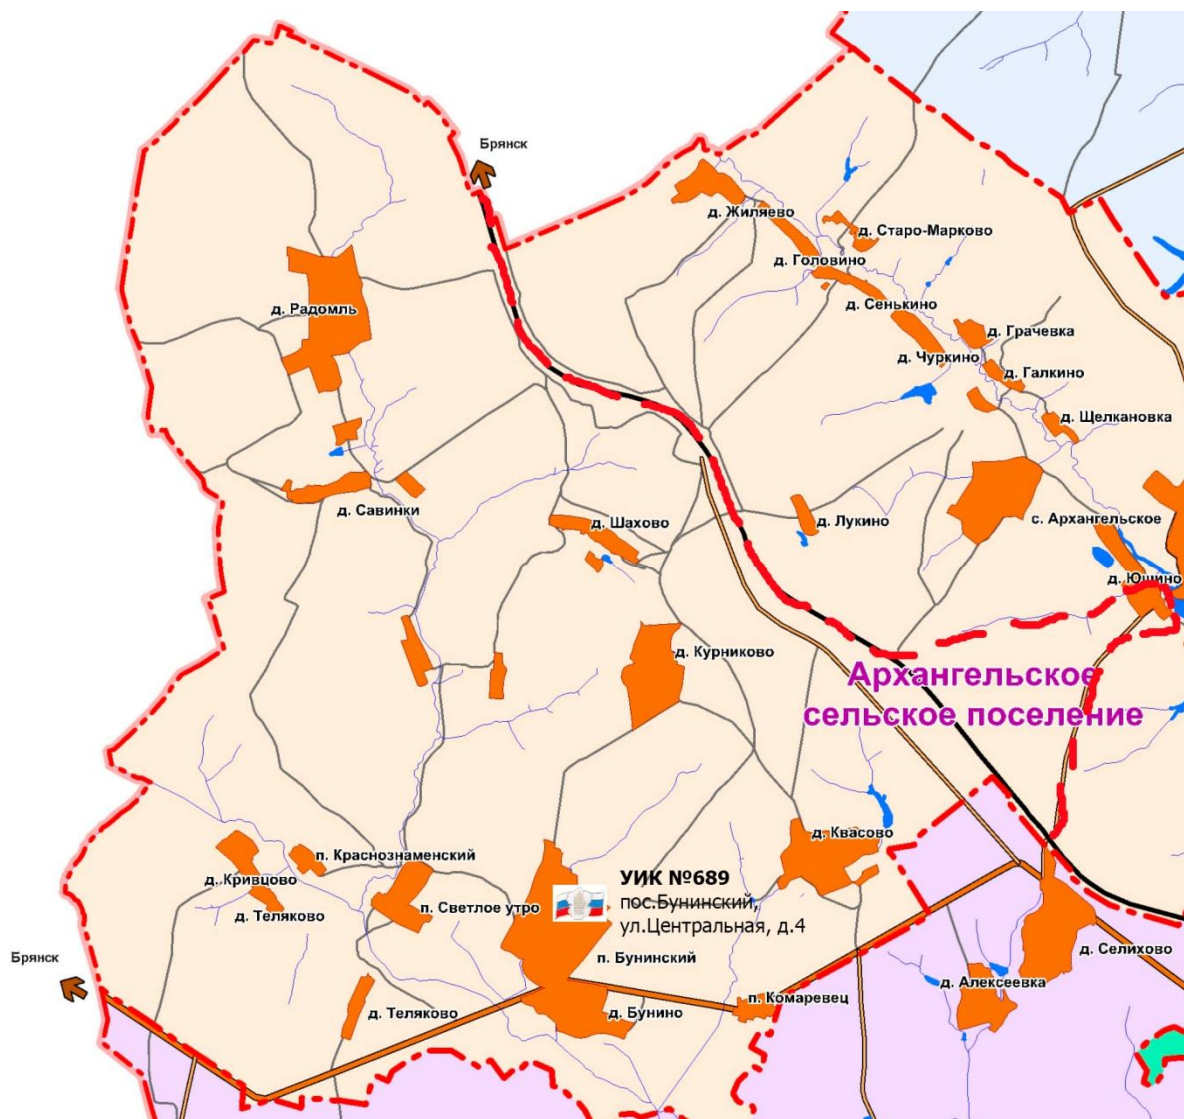 Брянск
д. Жиляево
д. Старо-Марково
д. Головино
д. Радомль
д. Сенькино
д. Грачевка
д. Чуркино
д. Галкино
д. Щелкановка
д. Савинки
д. Шахово
д. Лукино
с. Архангельское
д. Юшино
д. Курниково
Архангельское
сельское поселение
д. Квасово
п. Краснознаменский
д. Кривцово
УИК №689
пос.Бунинский,
ул.Центральная, д.4
п. Светлое утро
д. Теляково
Брянск
п. Бунинский
д. Селихово
д. Алексеевка
п. Комаревец
д. Теляково
д. Бунино